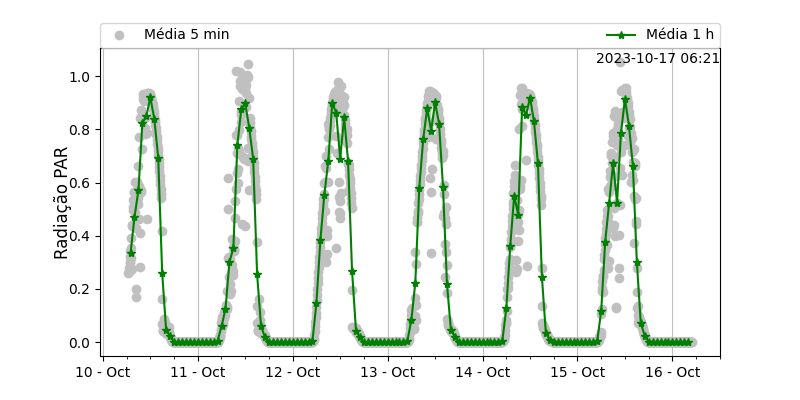 Média 5 min
Média 1 h
2023-10-17 06:21
Radiação PAR
1.0
0.8
0.6
0.4
0.2
0.0
10 - Oct
11 - Oct
12 - Oct
13 - Oct
14 - Oct
15 - Oct
16 - Oct